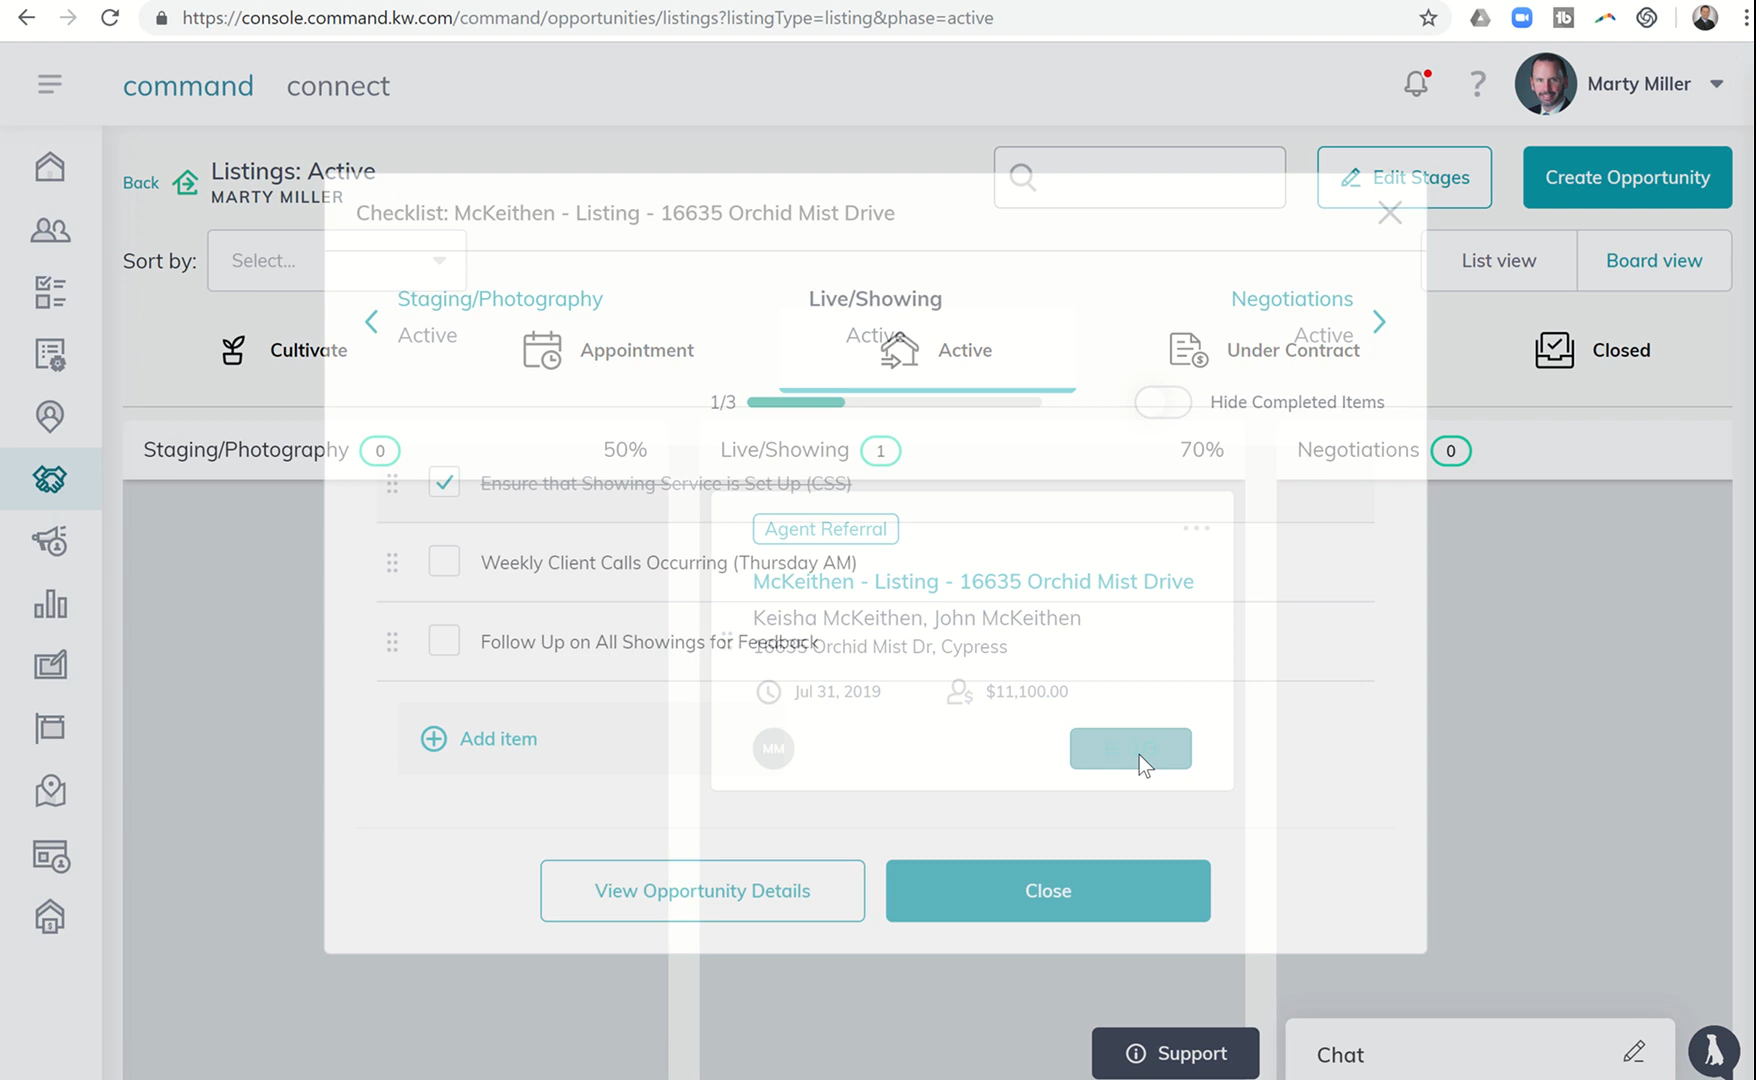 https://console.command.kw.com/command/opportunities/listings?listingType=listing&phase=active
command connect
Marty Miller
Back
Listings: Active
MARTY MILLER
Edit Stages
Create Opportunity
Checklist: McKeithen - Listing - 16635 Orchid Mist Drive
Sort by:
Select...
List view
Board view
Staging/Photography
Active
Live/Showing
Active
Negotiations
Active
Cultivate
Appointment
Active
Under Contract
Closed
1/3
Hide Completed Items
Staging/Photography 0 50%
Live/Showing 1 70%
Negotiations 0
Ensure that Showing Service is Set Up (CSS)
Agent Referral
Weekly Client Calls Occurring (Thursday AM)
McKeithen - Listing - 16635 Orchid Mist Drive
Keisha McKeithen, John McKeithen
Follow Up on All Showings for Feedback
16635 Orchid Mist Dr, Cypress
Jul 31, 2019
$11,100.00
Add item
MM
View Opportunity Details
Close
Support
Chat